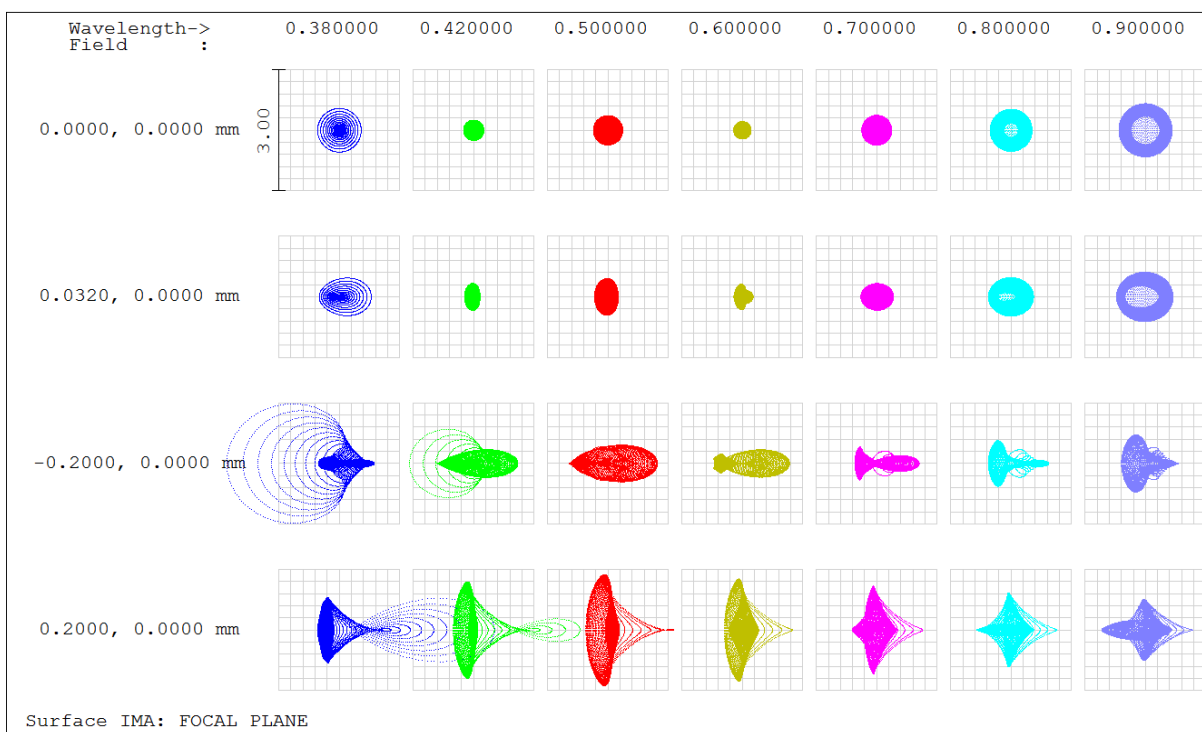 Wavelength-> 0.380000 0.420000 0.500000 0.600000 0.700000 0.800000 0.900000
Field :
3.00
0.0000, 0.0000 mm
0.0320, 0.0000 mm
-0.2000, 0.0000 mm
0.2000, 0.0000 mm
Surface IMA: FOCAL PLANE